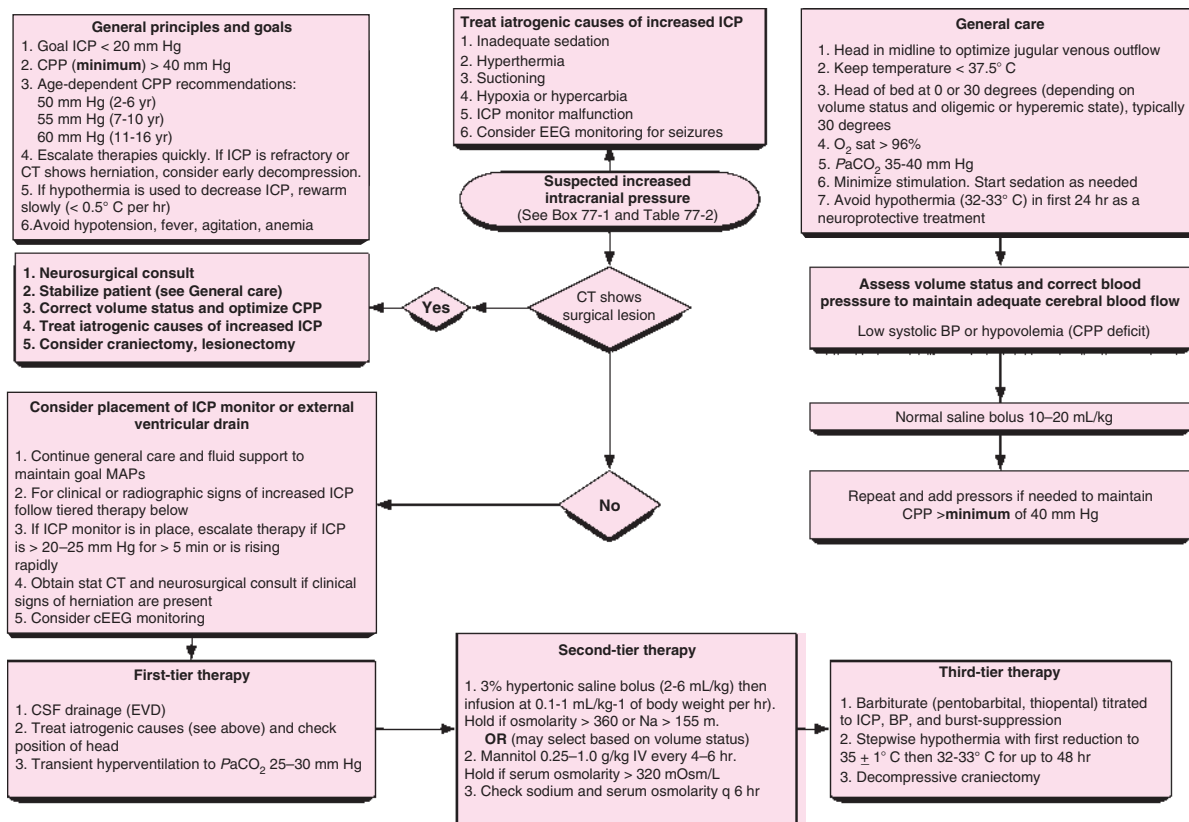 General principles and goals
1. Goal ICP < 20 mm Hg
2. CPP (minimum) > 40 mm Hg
3. Age-dependent CPP recommendations:
50 mm Hg (2-6 yr)
55 mm Hg (7-10 yr)
60 mm Hg (11-16 yr)
4. Escalate therapies quickly. If ICP is refractory or
CT shows herniation, consider early decompression.
5. If hypothermia is used to decrease ICP, rewarm
slowly (< 0.5° C per hr)
6.Avoid hypotension, fever, agitation, anemia
Treat iatrogenic causes of increased ICP
1. Inadequate sedation
2. Hyperthermia
3. Suctioning
4. Hypoxia or hypercarbia
5. ICP monitor malfunction
6. Consider EEG monitoring for seizures
General care
1. Head in midline to optimize jugular venous outflow
2. Keep temperature < 37.5° C
3. Head of bed at 0 or 30 degrees (depending on
volume status and oligemic or hyperemic state), typically
30 degrees
4. O2 sat > 96%
5. PaCO2 35-40 mm Hg
6. Minimize stimulation. Start sedation as needed
7. Avoid hypothermia (32-33° C) in first 24 hr as a
neuroprotective treatment
Suspected increased
intracranial pressure
(See Box 77-1 and Table 77-2)
1. Neurosurgical consult
2. Stabilize patient (see General care)
3. Correct volume status and optimize CPP
4. Treat iatrogenic causes of increased ICP
5. Consider craniectomy, lesionectomy
Yes
CT shows
surgical lesion
Assess volume status and correct blood
presssure to maintain adequate cerebral blood flow
Low systolic BP or hypovolemia (CPP deficit)
Normal saline bolus 10–20 mL/kg
Repeat and add pressors if needed to maintain
CPP >minimum of 40 mm Hg
No
Consider placement of ICP monitor or external
ventricular drain
1. Continue general care and fluid support to
maintain goal MAPs
2. For clinical or radiographic signs of increased ICP
follow tiered therapy below
3. If ICP monitor is in place, escalate therapy if ICP
is > 20–25 mm Hg for > 5 min or is rising
rapidly
4. Obtain stat CT and neurosurgical consult if clinical
signs of herniation are present
5. Consider cEEG monitoring
First-tier therapy
1. CSF drainage (EVD)
2. Treat iatrogenic causes (see above) and check
position of head
3. Transient hyperventilation to PaCO2 25–30 mm Hg
Second-tier therapy
1. 3% hypertonic saline bolus (2-6 mL/kg) then
infusion at 0.1-1 mL/kg-1 of body weight per hr).
Hold if osmolarity > 360 or Na > 155 m.
OR (may select based on volume status)
2. Mannitol 0.25–1.0 g/kg IV every 4–6 hr.
Hold if serum osmolarity > 320 mOsm/L
3. Check sodium and serum osmolarity q 6 hr
Third-tier therapy
1. Barbiturate (pentobarbital, thiopental) titrated
to ICP, BP, and burst-suppression
2. Stepwise hypothermia with first reduction to
35 ± 1° C then 32-33° C for up to 48 hr
3. Decompressive craniectomy